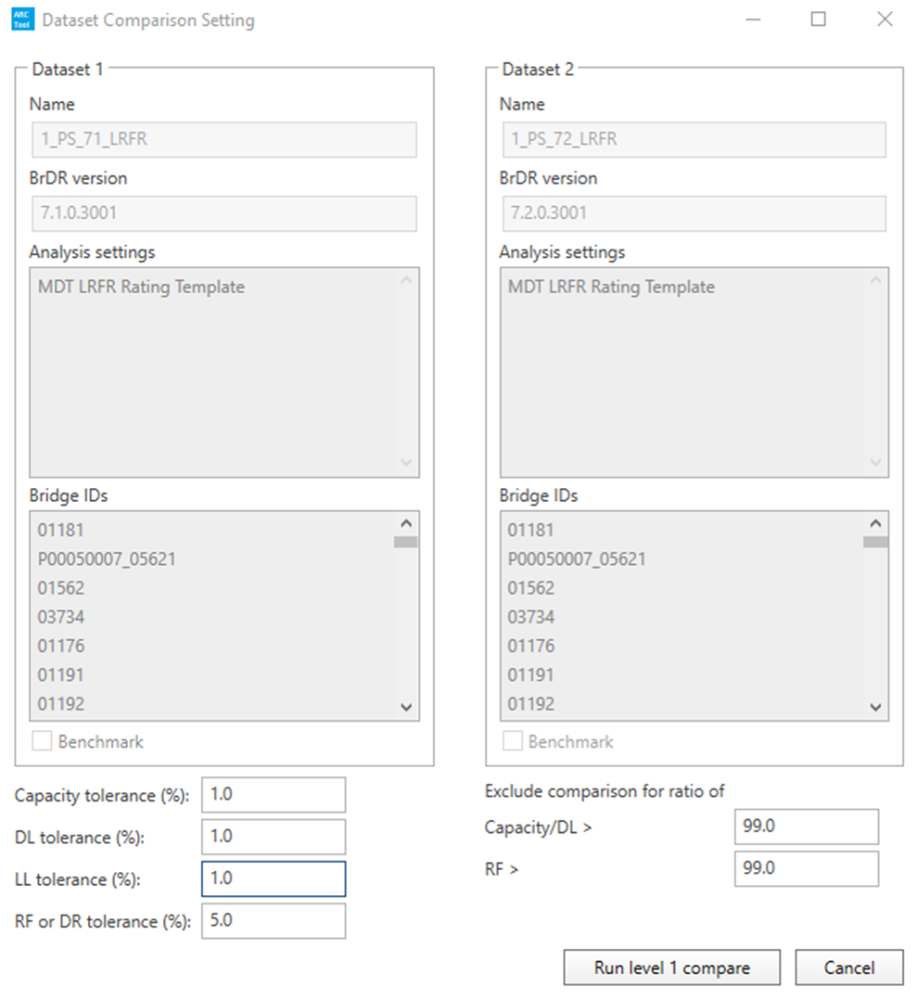 ARC
Tool
Dataset Comparison Setting
Dataset 1
Name
1_PS_71_LRFR
BrDR version
7.1.0.3001
Analysis settings
MDT LRFR Rating Template
Bridge IDs
01181
P00050007_05621
01562
03734
01176
01191
01192
Benchmark
Dataset 2
Name
1_PS_72_LRFR
BrDR version
7.2.0.3001
Analysis settings
MDT LRFR Rating Template
Bridge IDs
01181
P00050007_05621
01562
03734
01176
01191
01192
Benchmark
Capacity tolerance (%): 1.0
DL tolerance (%): 1.0
LL tolerance (%): 1.0
RF or DR tolerance (%): 5.0
Exclude comparison for ratio of
Capacity/DL > 99.0
RF > 99.0
Run level 1 compare
Cancel